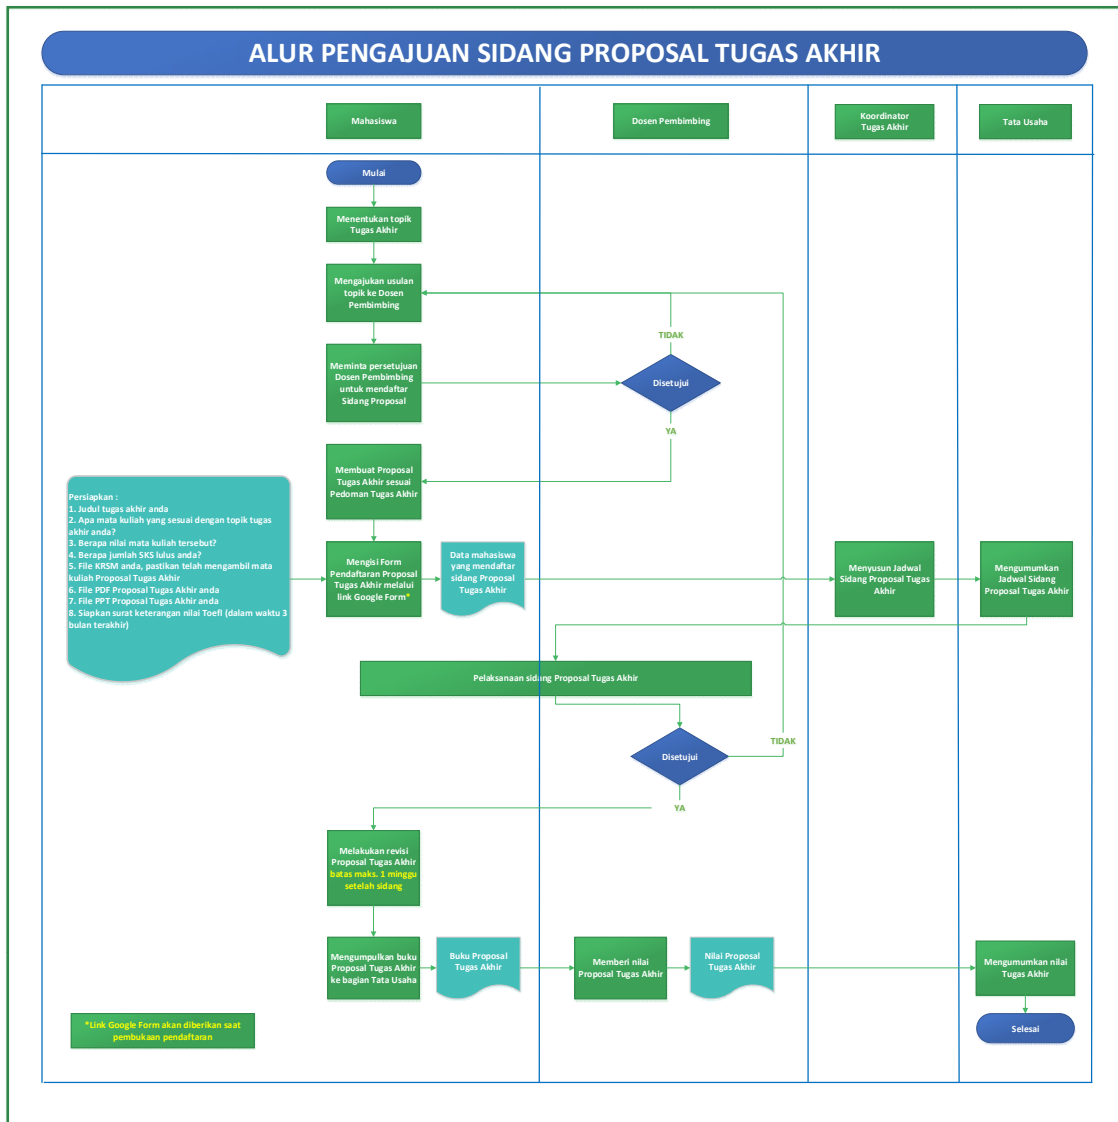 ALUR PENGAJUAN SIDANG PROPOSAL TUGAS AKHIR
Mahasiswa
Dosen Pembimbing
Koordinator
Tugas Akhir
Tata Usaha
Mulai
Menentukan topik
Tugas Akhir
Mengajukan usulan
topik ke Dosen
Pembimbing
TIDAK
Meminta persetujuan
Dosen Pembimbing
untuk mendaftar
Sidang Proposal
Disetujui
YA
Membuat Proposal
Tugas Akhir sesuai
Pedoman Tugas Akhir
Persiapkan :
1. Judul tugas akhir anda
2. Apa mata kuliah yang sesuai dengan topik tugas
akhir anda?
3. Berapa nilai mata kuliah tersebut?
4. Berapa jumlah SKS lulus anda?
5. File KRSM anda, pastikan telah mengambil mata
kuliah Proposal Tugas Akhir
6. File PDF Proposal Tugas Akhir anda
7. File PPT Proposal Tugas Akhir anda
8. Siapkan surat keterangan nilai Toefl (dalam waktu 3
bulan terakhir)
Mengisi Form
Pendaftaran Proposal
Tugas Akhir melalui
link Google Form*
Data mahasiswa
yang mendaftar
sidang Proposal
Tugas Akhir
Menyusun Jadwal
Sidang Proposal Tugas
Akhir
Mengumumkan
Jadwal Sidang
Proposal Tugas Akhir
Pelaksanaan sidang Proposal Tugas Akhir
Disetujui
TIDAK
YA
Melakukan revisi
Proposal Tugas Akhir
batas maks. 1 minggu
setelah sidang
Mengumpulkan buku
Proposal Tugas Akhir
ke bagian Tata Usaha
Buku Proposal
Tugas Akhir
Memberi nilai
Proposal Tugas Akhir
Nilai Proposal
Tugas Akhir
Mengumumkan nilai
Tugas Akhir
Selesai
*Link Google Form akan diberikan saat
pembukaan pendaftaran